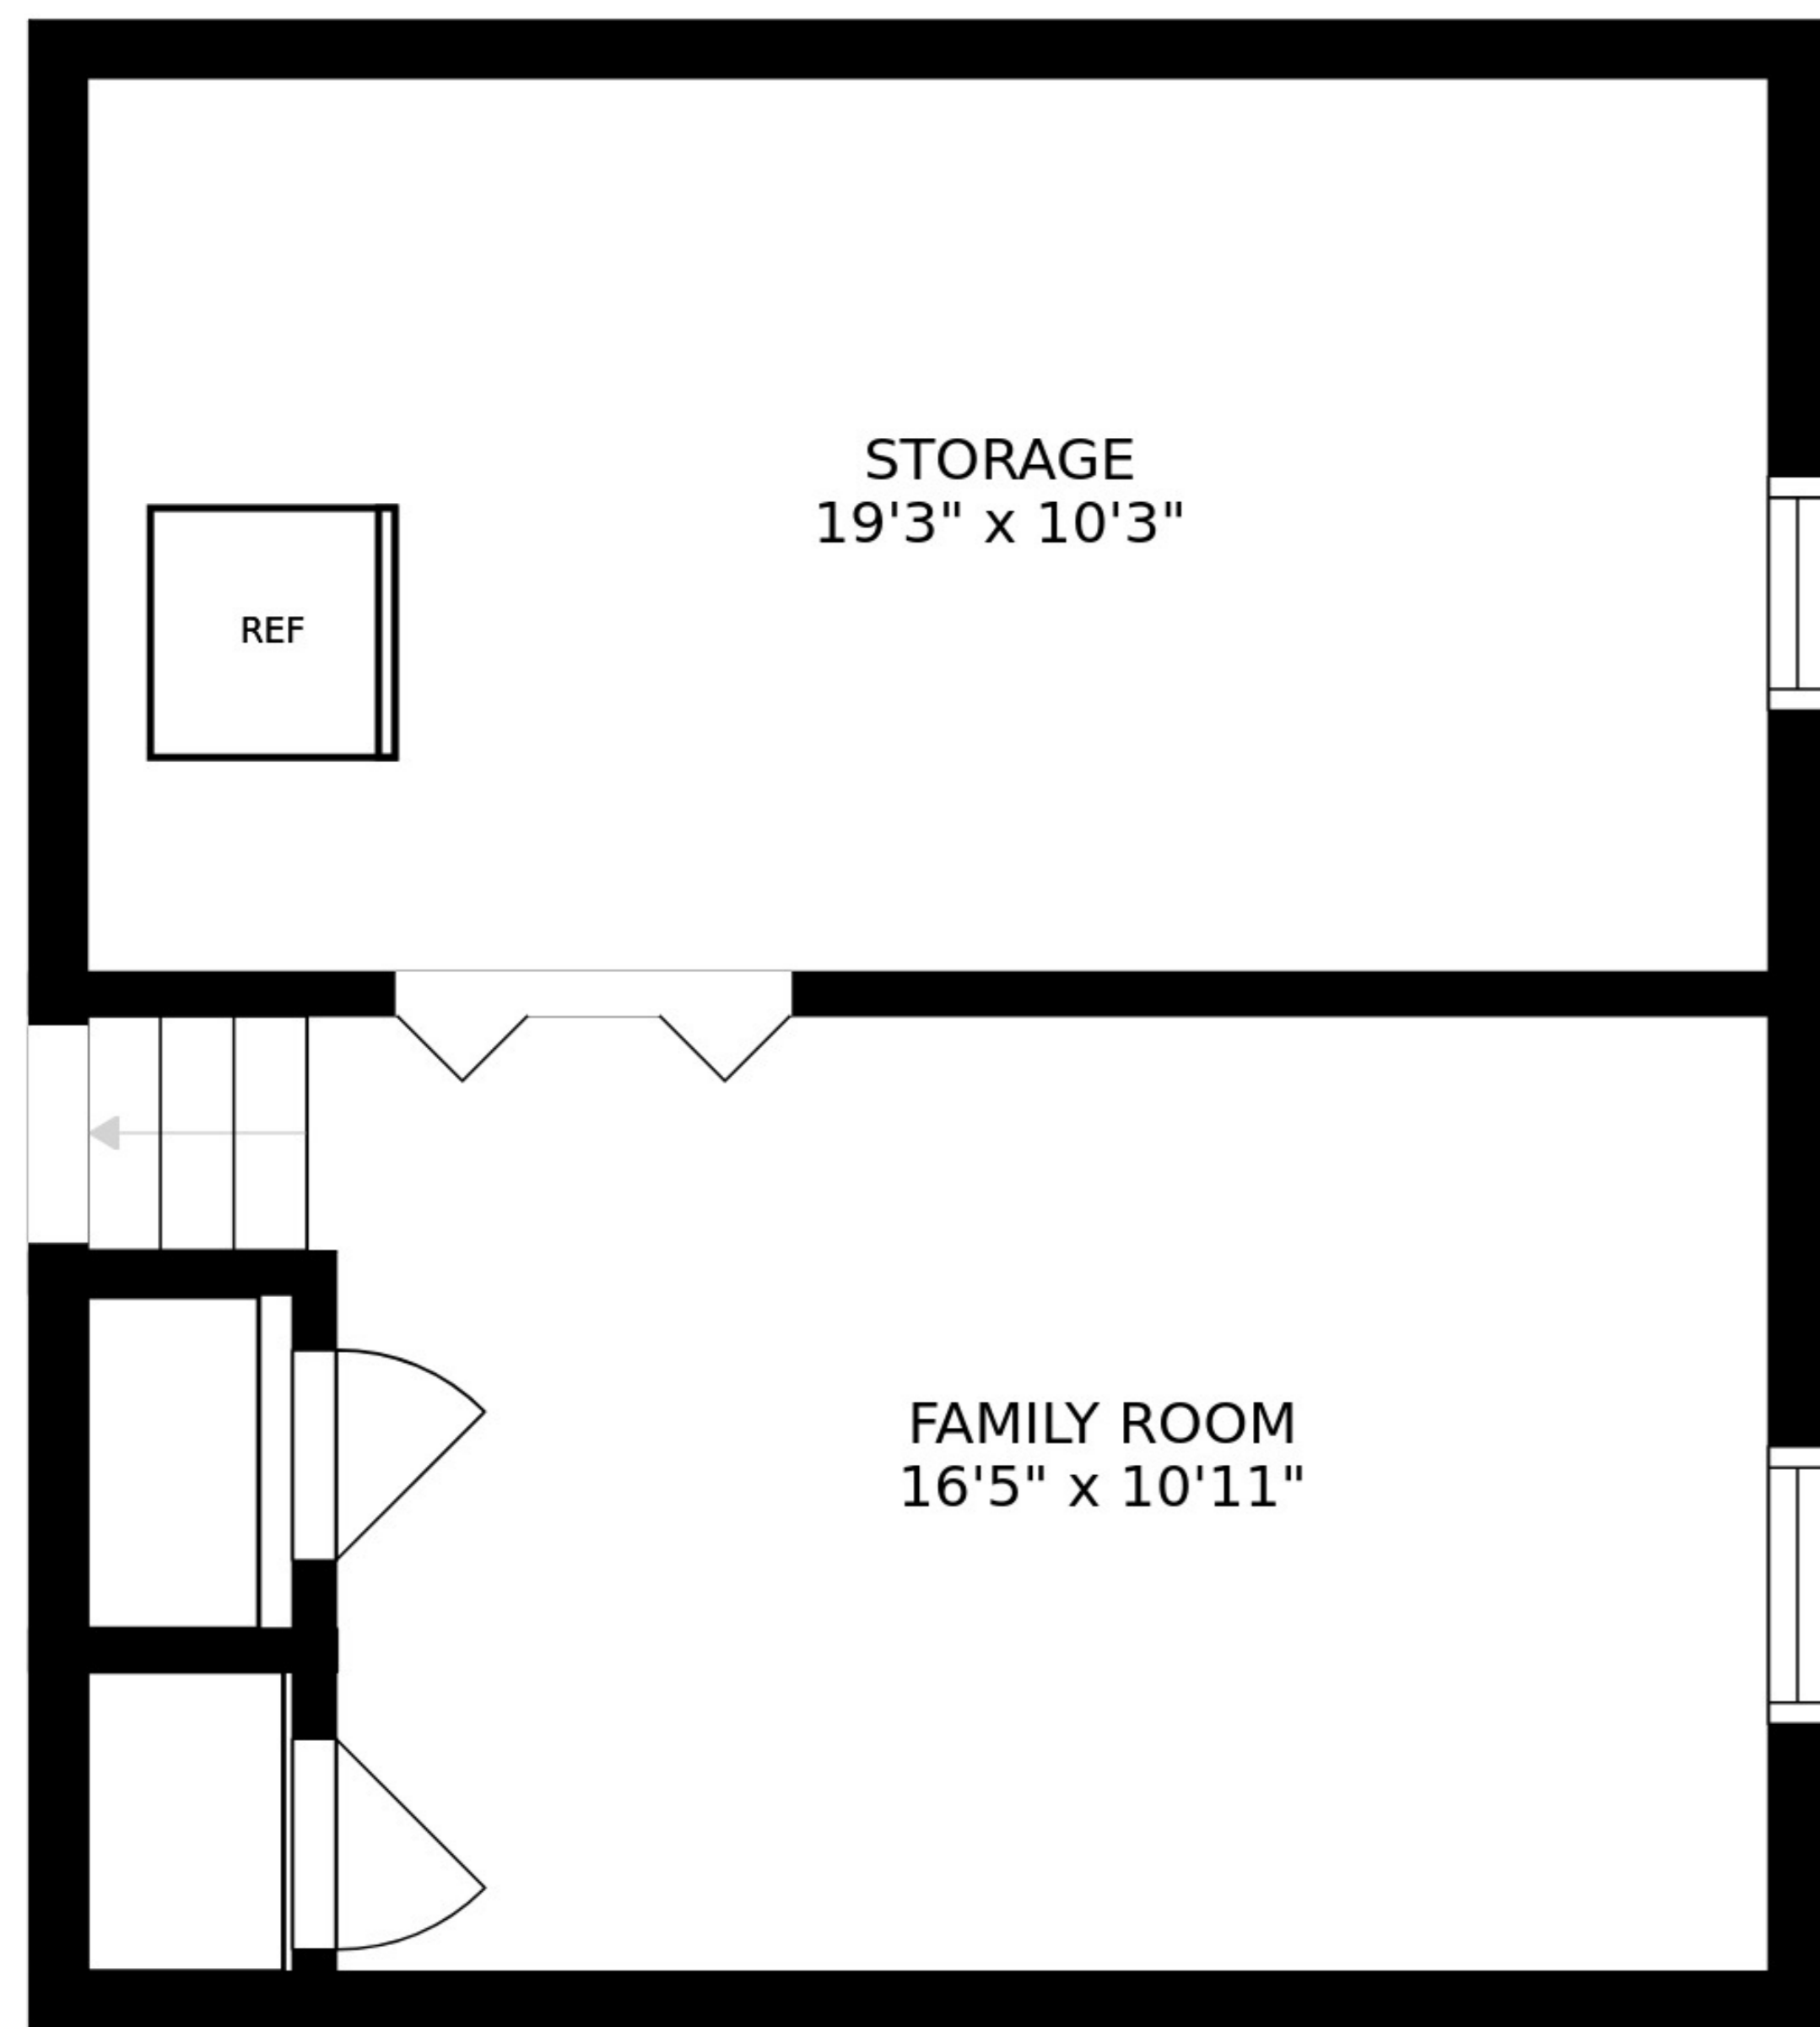 STORAGE
19'3" x 10'3"
REF
FAMILY ROOM
16'5" x 10'11"